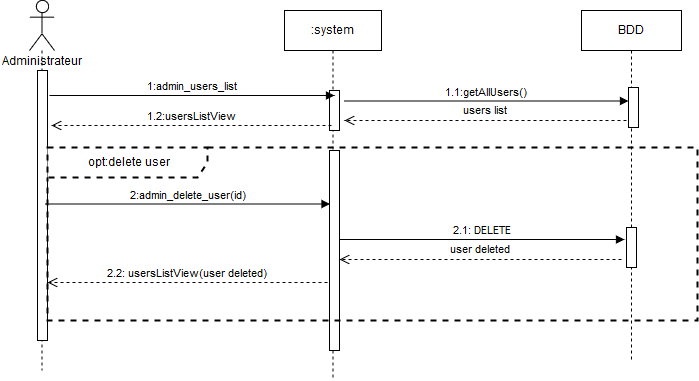 :system
BDD
Administrateur
1:admin_users_list
1.1:getAllUsers()
users list
1.2:usersListView
opt:delete user
2:admin_delete_user(id)
2.1: DELETE
user deleted
2.2: usersListView(user deleted)